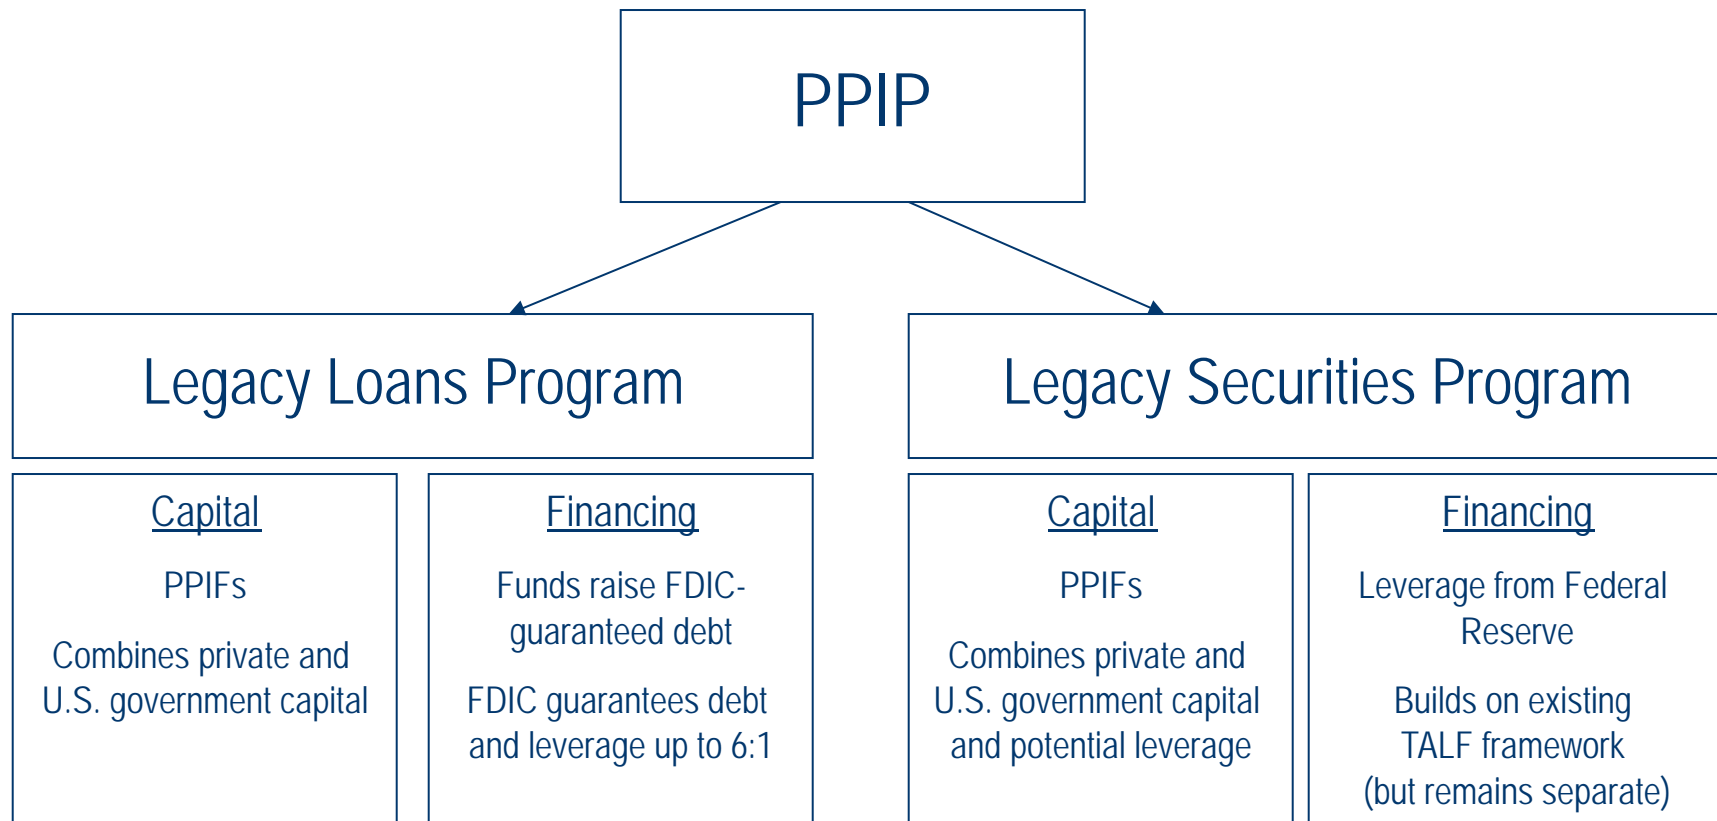 PPIP
Legacy Loans Program
Legacy Securities Program
Capital
PPIFs
Combines private and
U.S. government capital
Financing
Funds raise FDIC-
guaranteed debt
FDIC guarantees debt
and leverage up to 6:1
Capital
PPIFs
Combines private and
U.S. government capital
and potential leverage
Financing
Leverage from Federal
Reserve
Builds on existing
TALF framework
(but remains separate)